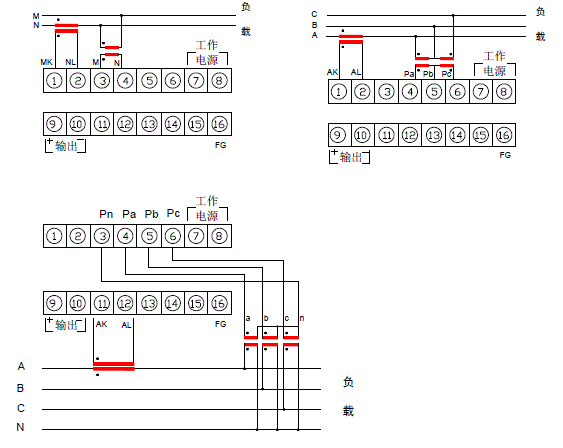 M
N
负
载
MK NL M N 工作
电源
① ② ③ ④ ⑤ ⑥ ⑦ ⑧
⑨ ⑩ ⑪ ⑫ ⑬ ⑭ ⑮ ⑯
+ 输出 FG
C
B
A
负
载
AK AL Pa Pb Pc 工作
电源
① ② ③ ④ ⑤ ⑥ ⑦ ⑧
⑨ ⑩ ⑪ ⑫ ⑬ ⑭ ⑮ ⑯
+ 输出 FG
Pn Pa Pb Pc 工作
电源
① ② ③ ④ ⑤ ⑥ ⑦ ⑧
⑨ ⑩ ⑪ ⑫ ⑬ ⑭ ⑮ ⑯
+ 输出 AK AL FG
a b c n
A
B
C
N
负
载